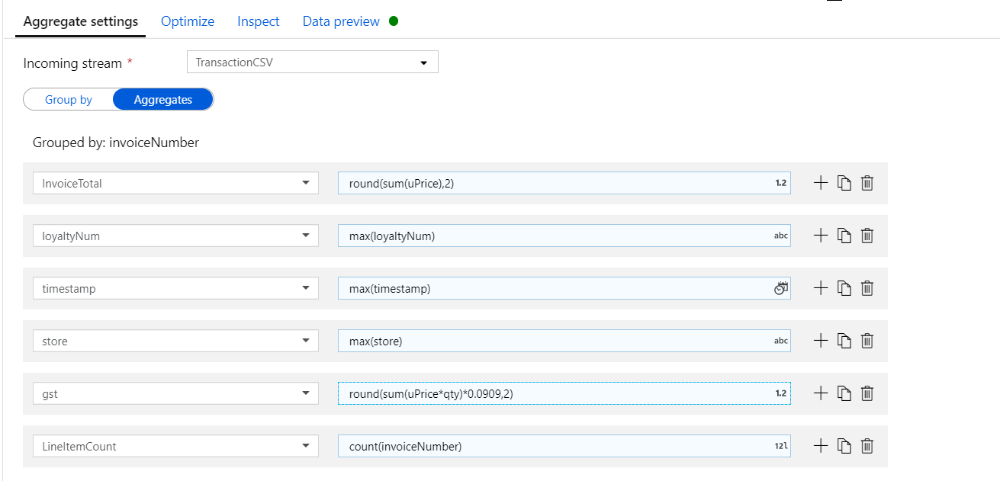 Aggregate settings Optimize Inspect Data preview
Incoming stream * TransactionCSV
Group by Aggregates
Grouped by: invoiceNumber
InvoiceTotal round(sum(uPrice),2) 1.2
loyaltyNum max(loyaltyNum) abc
timestamp max(timestamp)
store max(store) abc
gst round(sum(uPrice*qty)*0.0909,2) 1.2
LineItemCount count(invoiceNumber) 12l